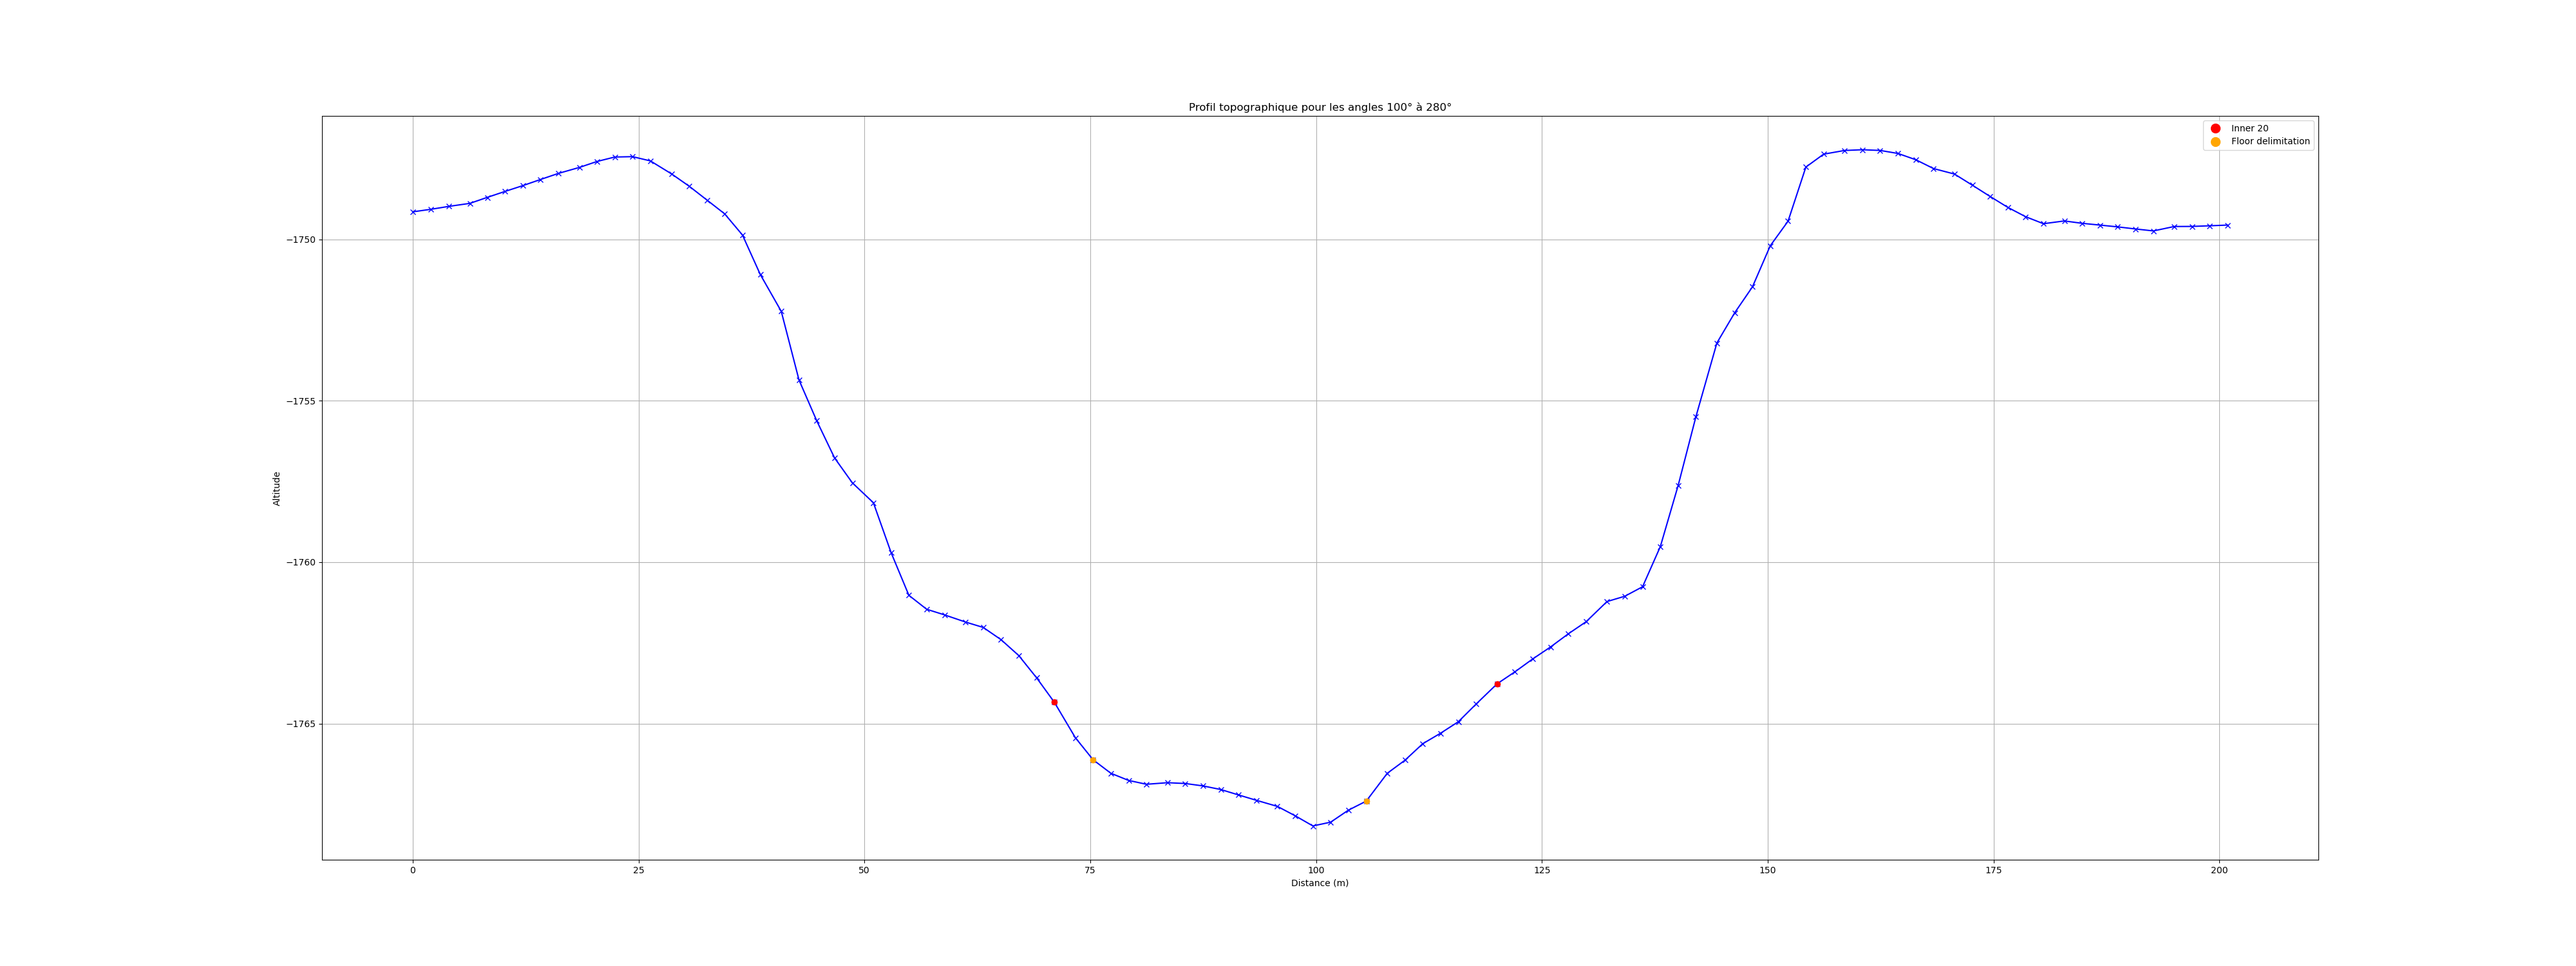 Profil topographique pour les angles 100° à 280°
Inner 20
Floor delimitation
Altitude
−1750
−1755
−1760
−1765
0 25 50 75 100 125 150 175 200
Distance (m)